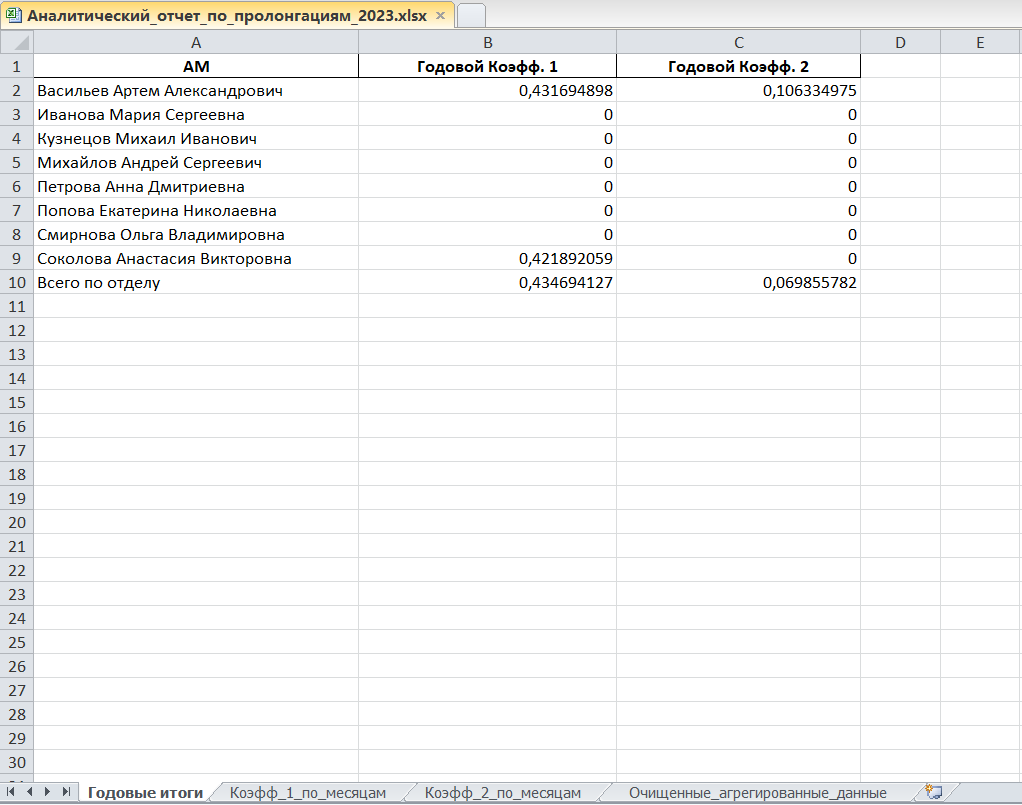 Аналитический_отчет_по_пролонгациям_2023.xlsx
A B C D E
1 АМ Годовой Коэфф. 1 Годовой Коэфф. 2
2 Васильев Артем Александрович 0,431694898 0,106334975
3 Иванова Мария Сергеевна 0 0
4 Кузнецов Михаил Иванович 0 0
5 Михайлов Андрей Сергеевич 0 0
6 Петрова Анна Дмитриевна 0 0
7 Попова Екатерина Николаевна 0 0
8 Смирнова Ольга Владимировна 0 0
9 Соколова Анастасия Викторовна 0,421892059 0
10 Всего по отделу 0,434694127 0,069855782
11
12
13
14
15
16
17
18
19
20
21
22
23
24
25
26
27
28
29
30
Годовые итоги Коэфф_1_по_месяцам Коэфф_2_по_месяцам Очищенные_агрегированные_данные